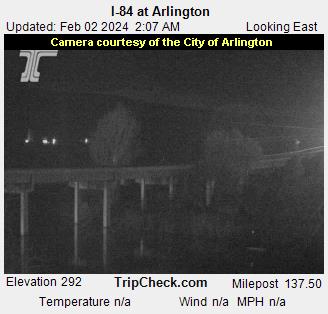 I-84 at Arlington
Updated: Feb 02 2024 2:07 AM Looking East
Camera courtesy of the City of Arlington
Elevation 292 TripCheck.com Milepost 137.50
Temperature n/a Wind n/a MPH n/a